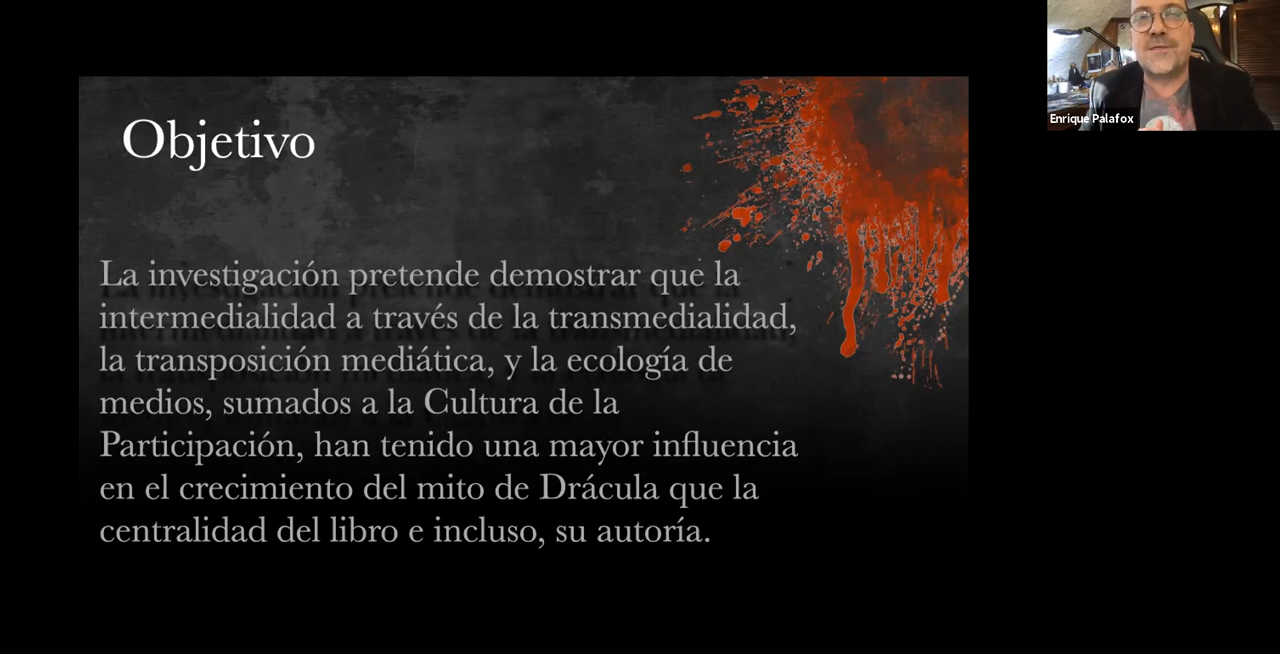 Objetivo
La investigación pretende demostrar que la
intermedialidad a través de la transmedialidad,
la transposición mediática, y la ecología de
medios, sumados a la Cultura de la
Participación, han tenido una mayor influencia
en el crecimiento del mito de Drácula que la
centralidad del libro e incluso, su autoría.
Enrique Palafox